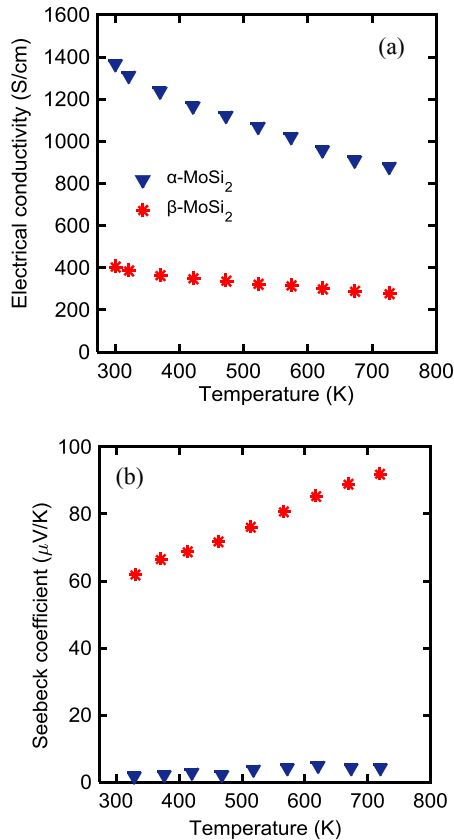 (a)
Electrical conductivity (S/cm)
1600
1400
1200
1000
800
600
400
200
0
α-MoSi₂
β-MoSi₂
300 400 500 600 700 800
Temperature (K)
(b)
Seebeck coefficient (μV/K)
100
80
60
40
20
0
300 400 500 600 700 800
Temperature (K)